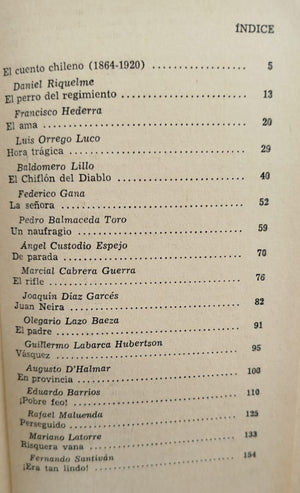 ÍNDICE
El cuento chileno (1864-1920) ............ 5
Daniel Riquelme
El perro del regimiento .................. 13
Francisco Hederra
El ama ................................... 20
Luis Orrego Luco
Hora trágica ............................. 29
Baldomero Lillo
El Chiflón del Diablo .................... 40
Federico Gana
La señora ................................ 52
Pedro Balmaceda Toro
Un naufragio ............................. 59
Ángel Custodio Espejo
De parada ................................ 70
Marcial Cabrera Guerra
El rifle ................................. 76
Joaquín Díaz Garcés
Juan Neira ............................... 82
Olegario Lazo Baeza
El padre ................................. 91
Guillermo Labarca Hubertson
Vásquez .................................. 95
Augusto D'Halmar
En provincia ............................. 100
Eduardo Barrios
¡Pobre feo! .............................. 110
Rafael Maluenda
Perseguido ............................... 125
Mariano Latorre
Risquera vana ............................ 133
Fernando Santiván
¡Era tan lindo! .......................... 154